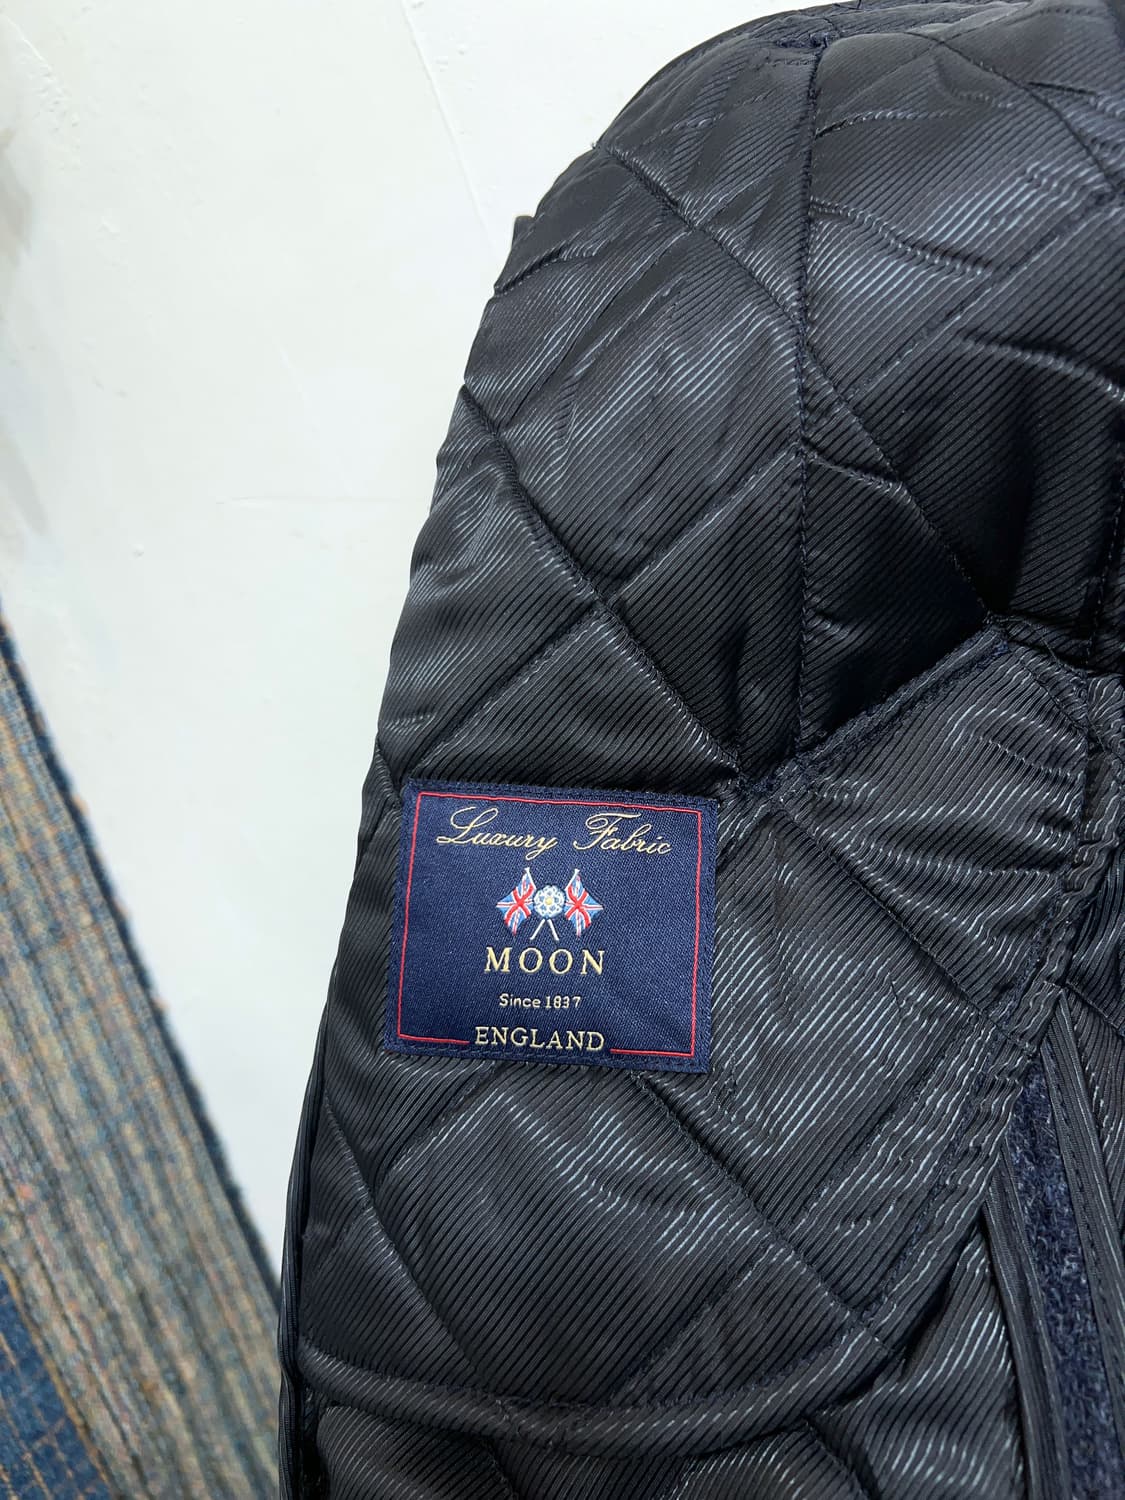 Luxury Fabric
MOON
Since 1837
ENGLAND